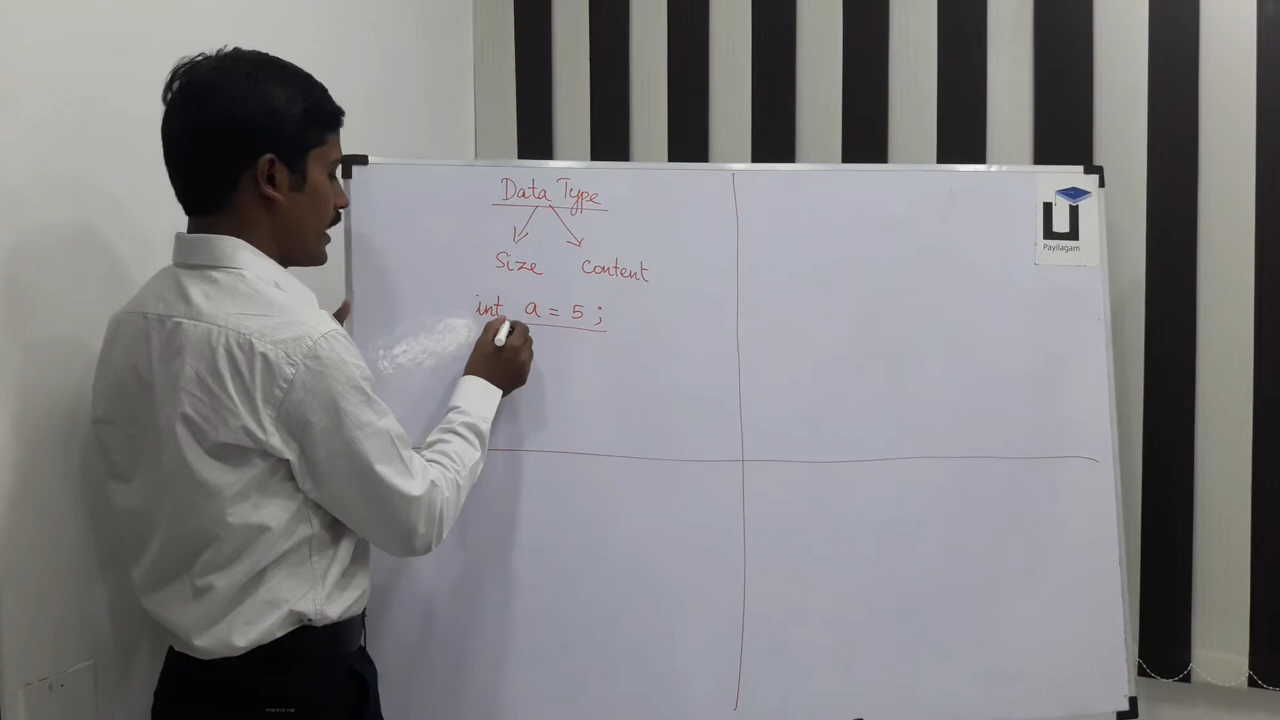 Data Type
Size Content
int a = 5 ;
Payilagam